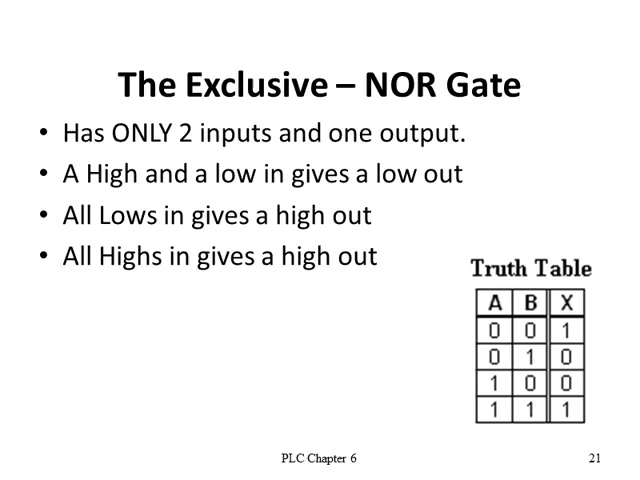 The Exclusive – NOR Gate
• Has ONLY 2 inputs and one output.
• A High and a low in gives a low out
• All Lows in gives a high out
• All Highs in gives a high out
Truth Table
A B X
0 0 1
0 1 0
1 0 0
1 1 1
PLC Chapter 6
21